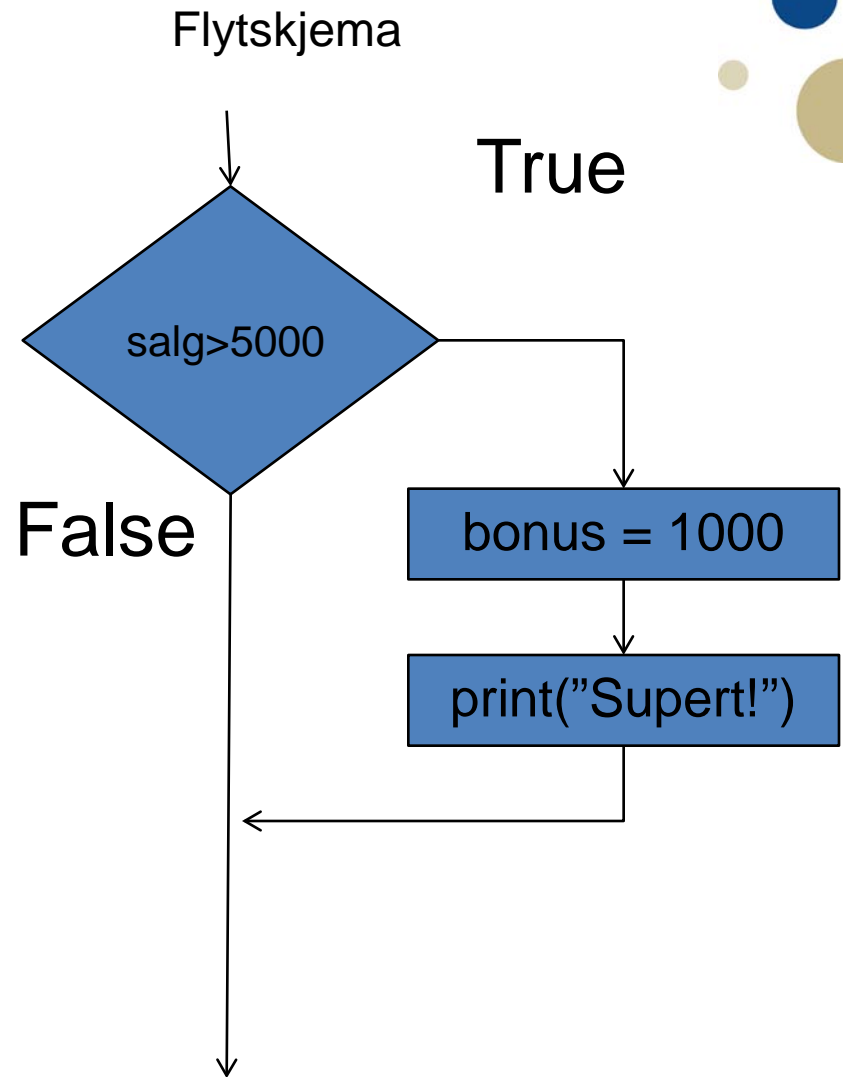 Flytskjema
True
salg>5000
False
bonus = 1000
print(”Supert!”)